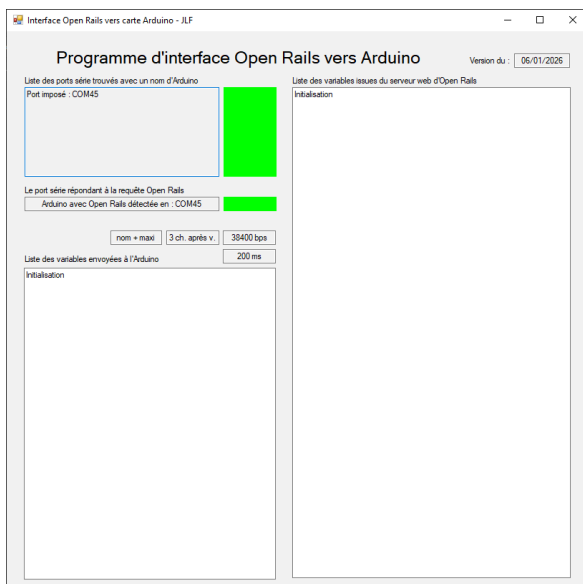 Interface Open Rails vers carte Arduino - JLF
Programme d'interface Open Rails vers Arduino
Version du : 06/01/2026
Liste des ports série trouvés avec un nom d'Arduino
Port imposé : COM45
Le port série répondant à la requête Open Rails
Arduino avec Open Rails détectée en : COM45
nom + maxi 3 ch. après v. 38400 bps
200 ms
Liste des variables envoyées à l'Arduino
Initialisation
Liste des variables issues du serveur web d'Open Rails
Initialisation